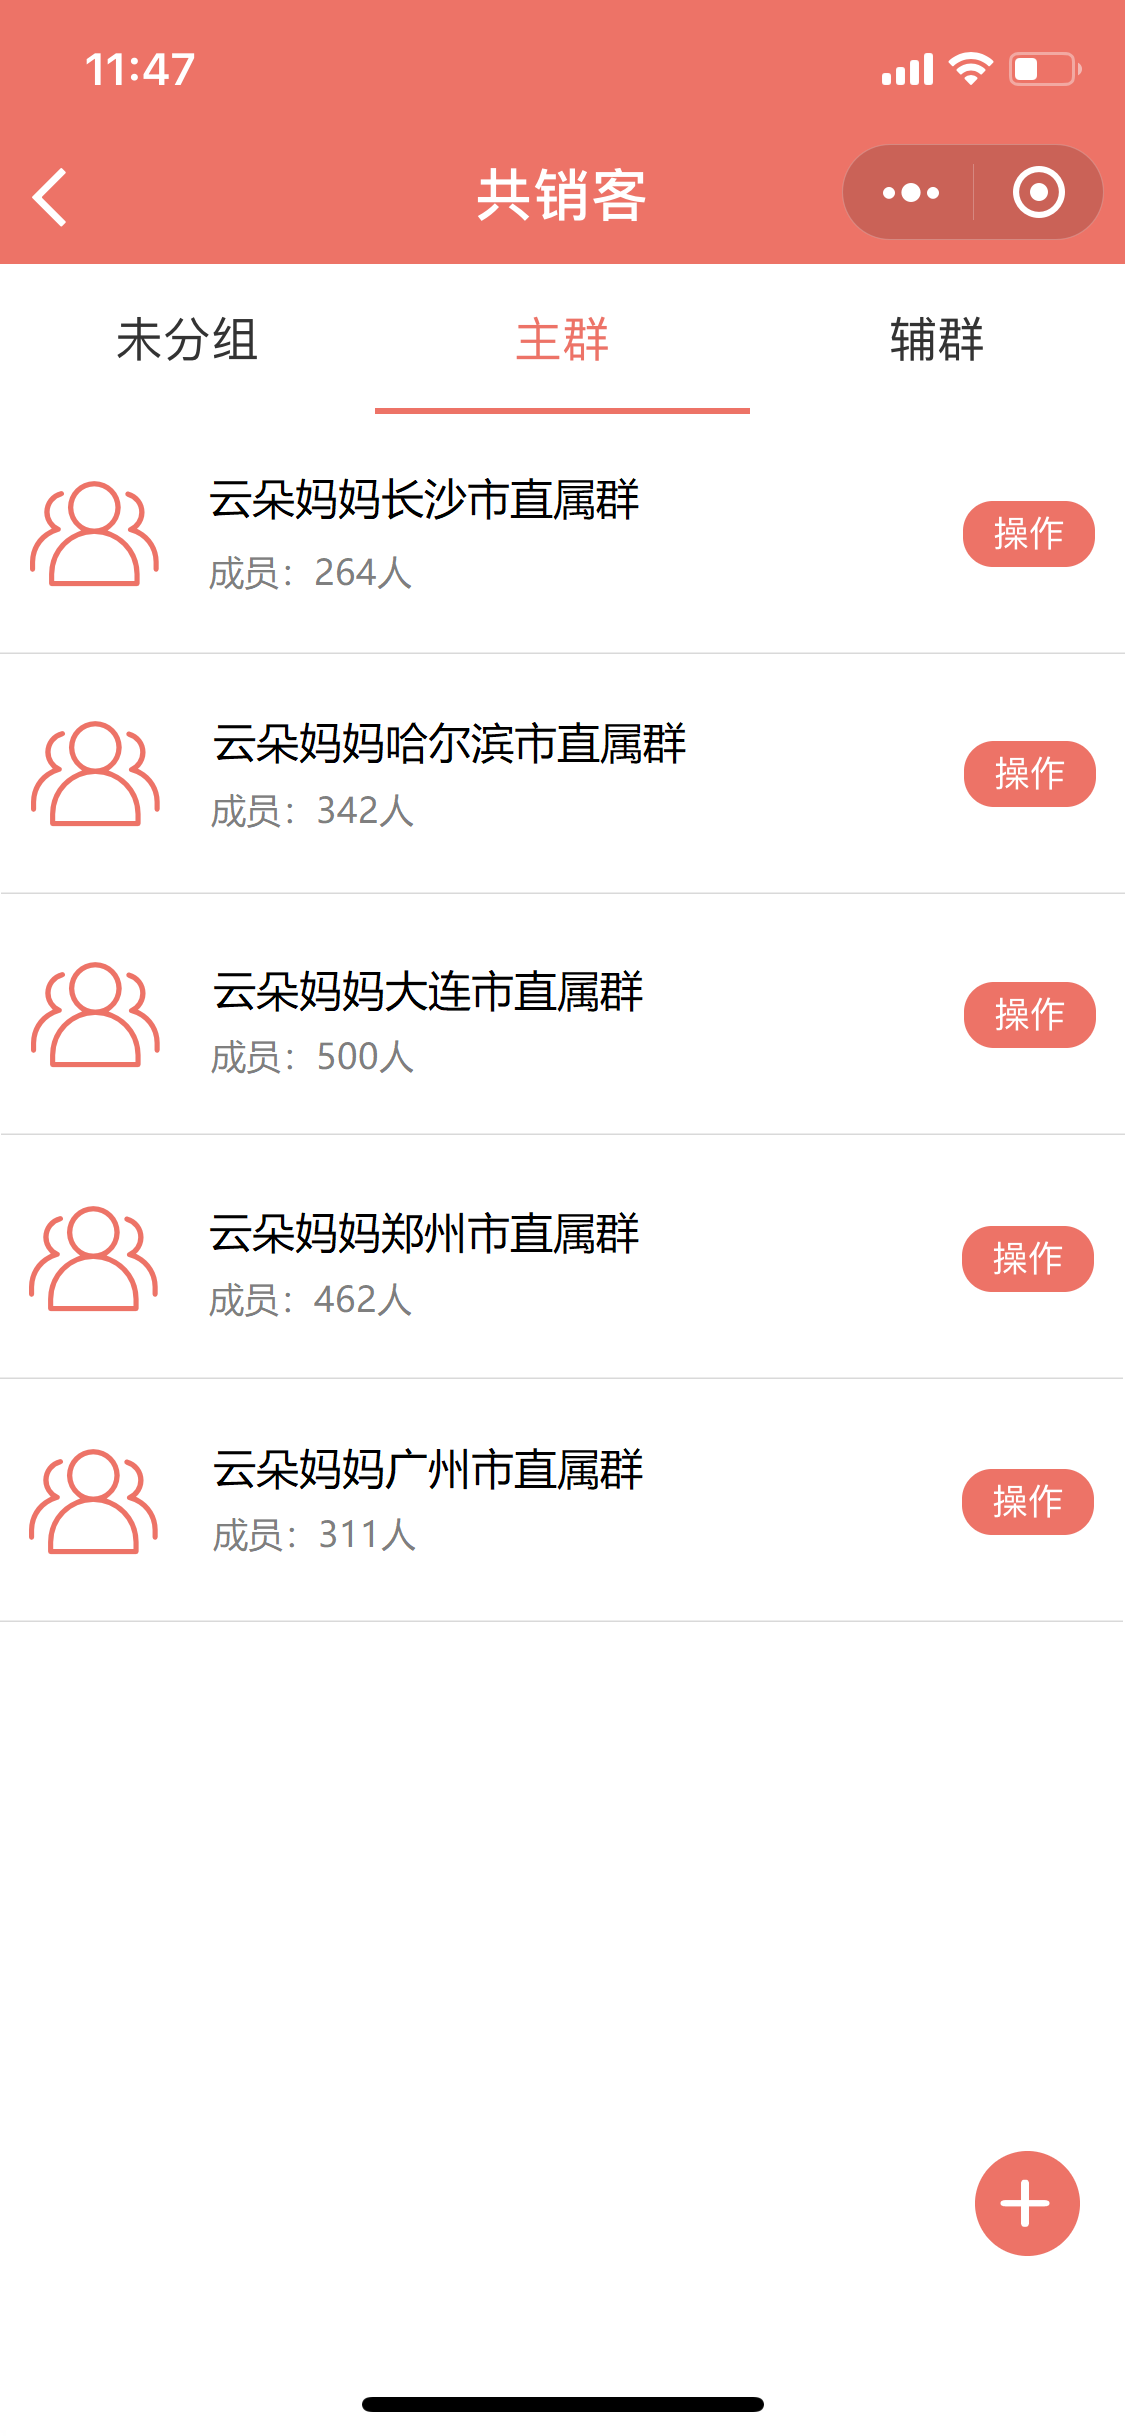 11:47
共销客
未分组 主群 辅群
云朵妈妈长沙市直属群
成员：264人
操作
云朵妈妈哈尔滨市直属群
成员：342人
操作
云朵妈妈大连市直属群
成员：500人
操作
云朵妈妈郑州市直属群
成员：462人
操作
云朵妈妈广州市直属群
成员：311人
操作